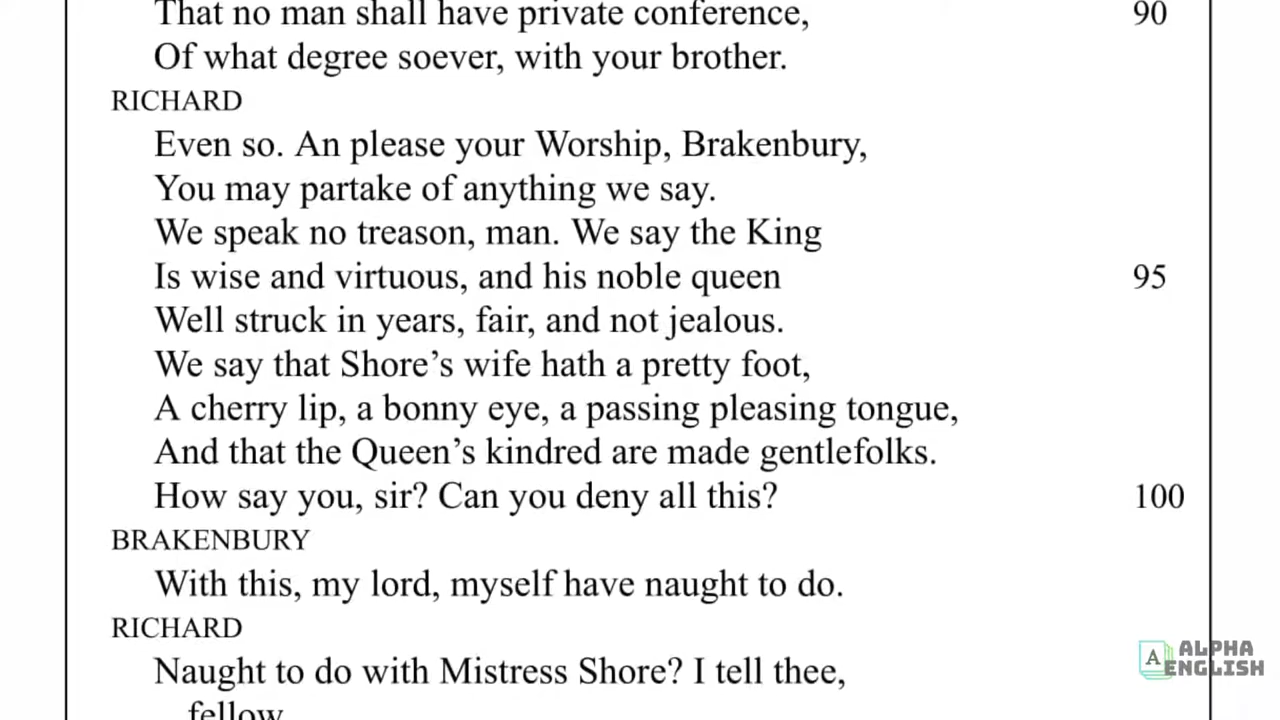 That no man shall have private conference, 90
Of what degree soever, with your brother.
RICHARD
Even so. An please your Worship, Brakenbury,
You may partake of anything we say.
We speak no treason, man. We say the King
Is wise and virtuous, and his noble queen 95
Well struck in years, fair, and not jealous.
We say that Shore's wife hath a pretty foot,
A cherry lip, a bonny eye, a passing pleasing tongue,
And that the Queen's kindred are made gentlefolks.
How say you, sir? Can you deny all this? 100
BRAKENBURY
With this, my lord, myself have naught to do.
RICHARD
Naught to do with Mistress Shore? I tell thee,
fellow
A ALPHA
ENGLISH